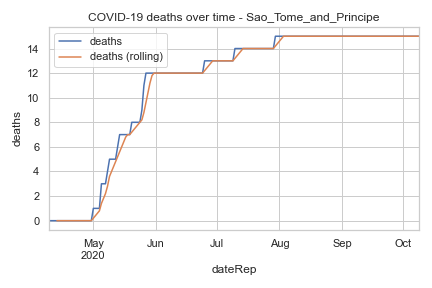 COVID-19 deaths over time - Sao_Tome_and_Principe
deaths
deaths (rolling)
deaths
14
12
10
8
6
4
2
0
May Jun Jul Aug Sep Oct
2020
dateRep